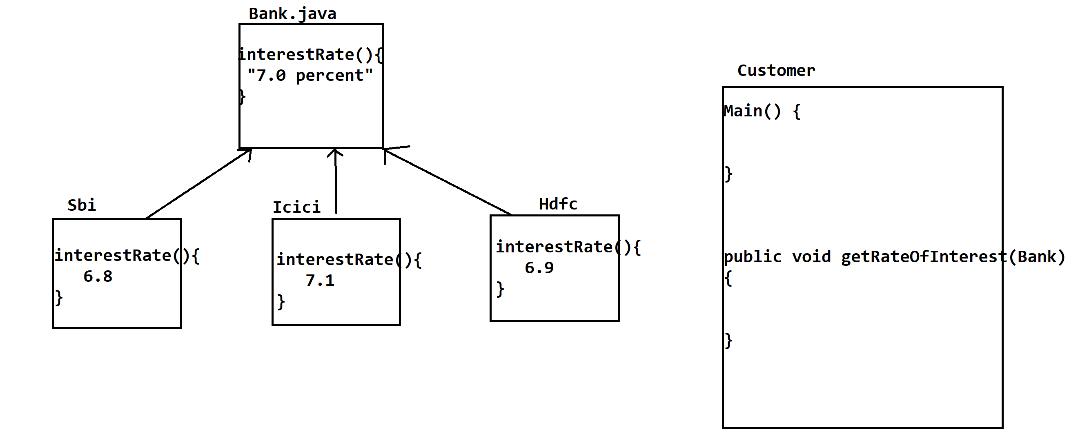 Bank.java
interestRate(){
"7.0 percent"
}
Sbi
interestRate(){
6.8
}
Icici
interestRate(){
7.1
}
Hdfc
interestRate(){
6.9
}
Customer
Main() {
}
public void getRateOfInterest(Bank)
{
}